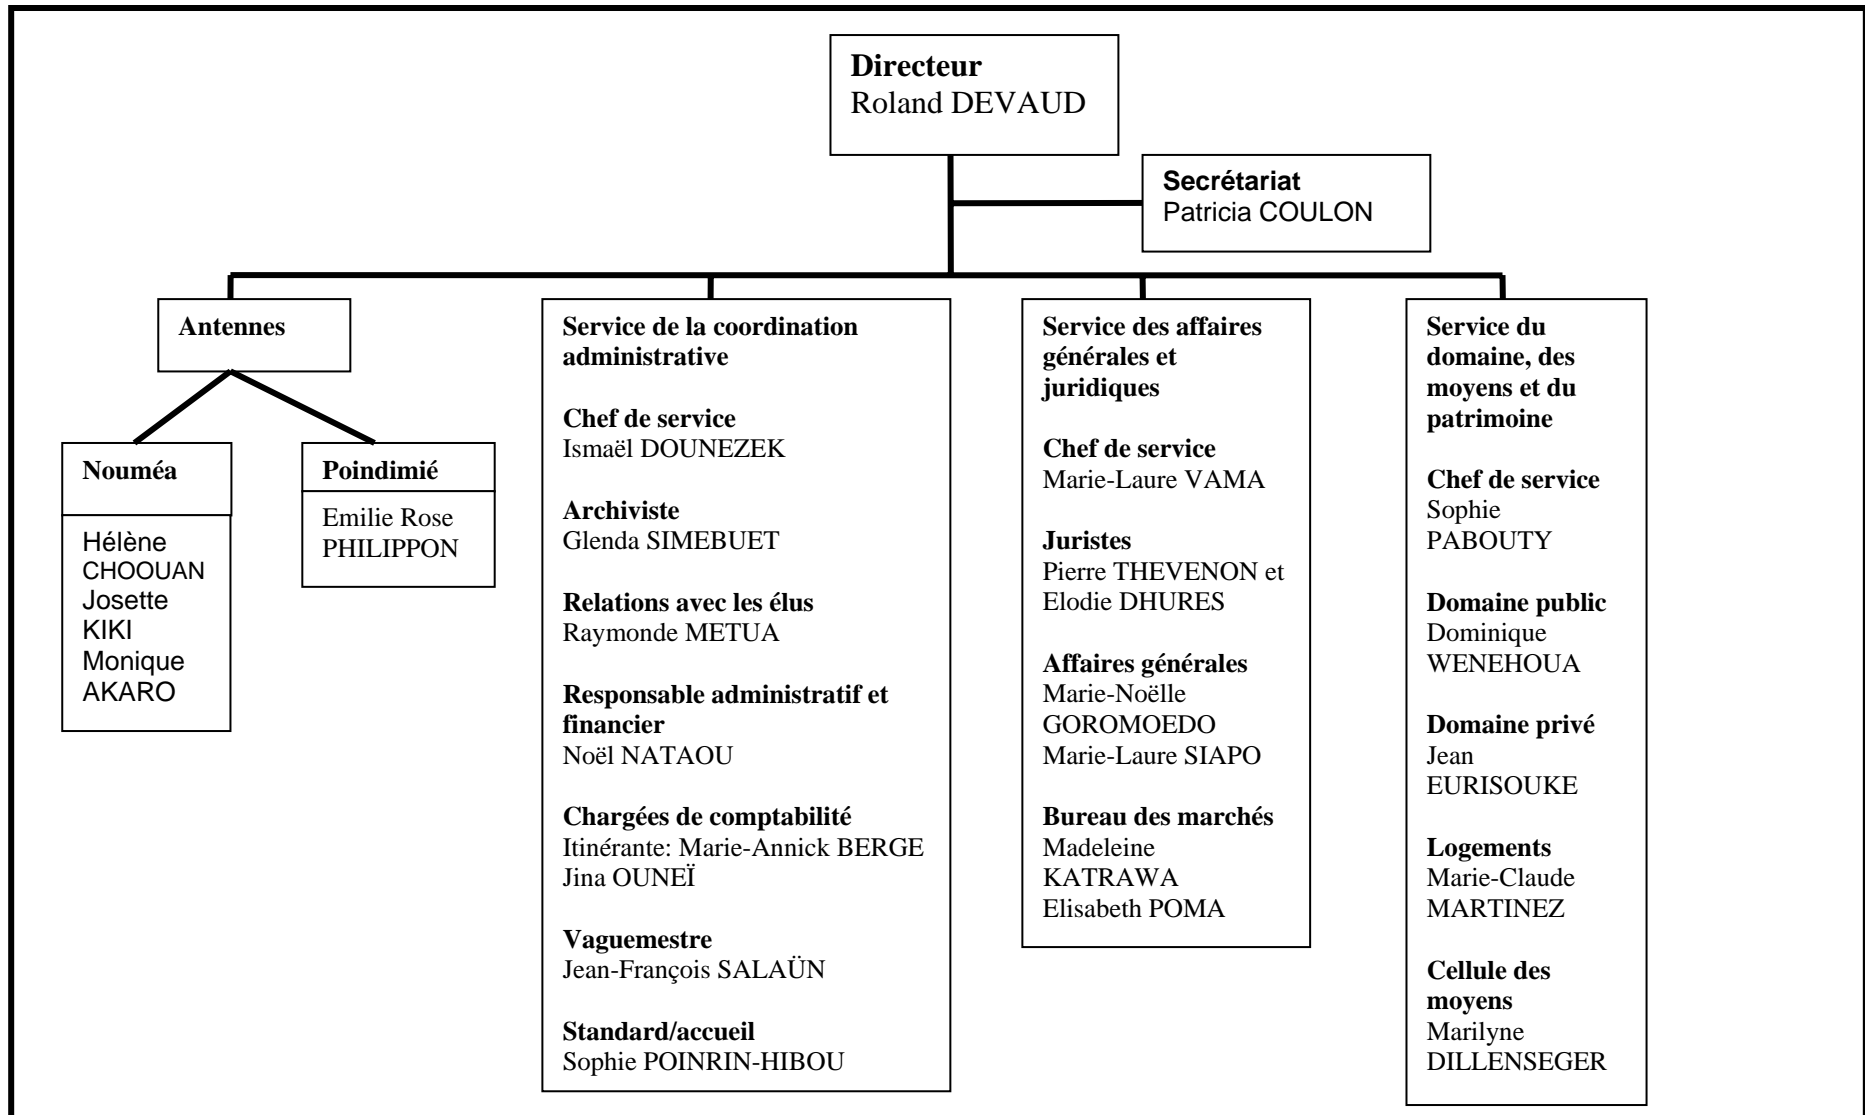 Directeur
Roland DEVAUD
Secrétariat
Patricia COULON
Antennes
Nouméa
Hélène
CHOOUAN
Josette
KIKI
Monique
AKARO
Poindimié
Emilie Rose
PHILIPPON
Service de la coordination
administrative
Chef de service
Ismaël DOUNEZEK
Archiviste
Glenda SIMEBUET
Relations avec les élus
Raymonde METUA
Responsable administratif et
financier
Noël NATAOU
Chargées de comptabilité
Itinérante: Marie-Annick BERGE
Jina OUNEÏ
Vaguemestre
Jean-François SALAÜN
Standard/accueil
Sophie POINRIN-HIBOU
Service des affaires
générales et
juridiques
Chef de service
Marie-Laure VAMA
Juristes
Pierre THEVENON et
Elodie DHURES
Affaires générales
Marie-Noëlle
GOROMOEDO
Marie-Laure SIAPO
Bureau des marchés
Madeleine
KATRAWA
Elisabeth POMA
Service du
domaine, des
moyens et du
patrimoine
Chef de service
Sophie
PABOUTY
Domaine public
Dominique
WENEHOUA
Domaine privé
Jean
EURISOUKE
Logements
Marie-Claude
MARTINEZ
Cellule des
moyens
Marilyne
DILLENSEGER